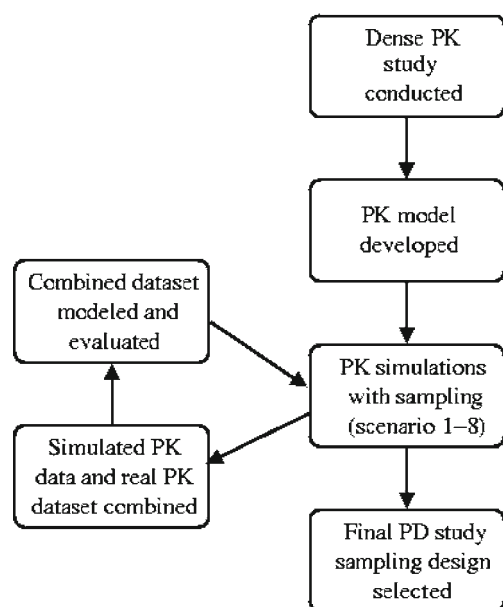 Dense PK
study
conducted
PK model
developed
Combined dataset
modeled and
evaluated
PK simulations
with sampling
(scenario 1–8)
Simulated PK
data and real PK
dataset combined
Final PD study
sampling design
selected